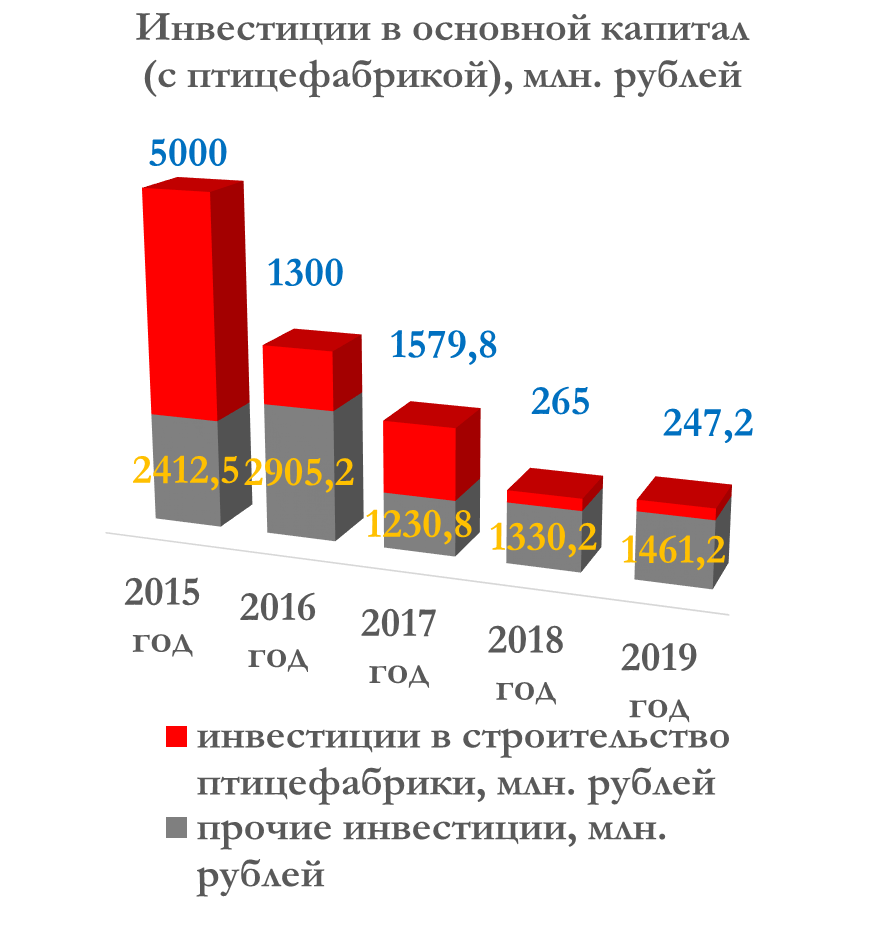 Инвестиции в основной капитал
(с птицефабрикой), млн. рублей
5000
1300
1579,8
265
247,2
2412,5
2905,2
1230,8
1330,2
1461,2
2015
год
2016
год
2017
год
2018
год
2019
год
инвестиции в строительство
птицефабрики, млн. рублей
прочие инвестиции, млн.
рублей